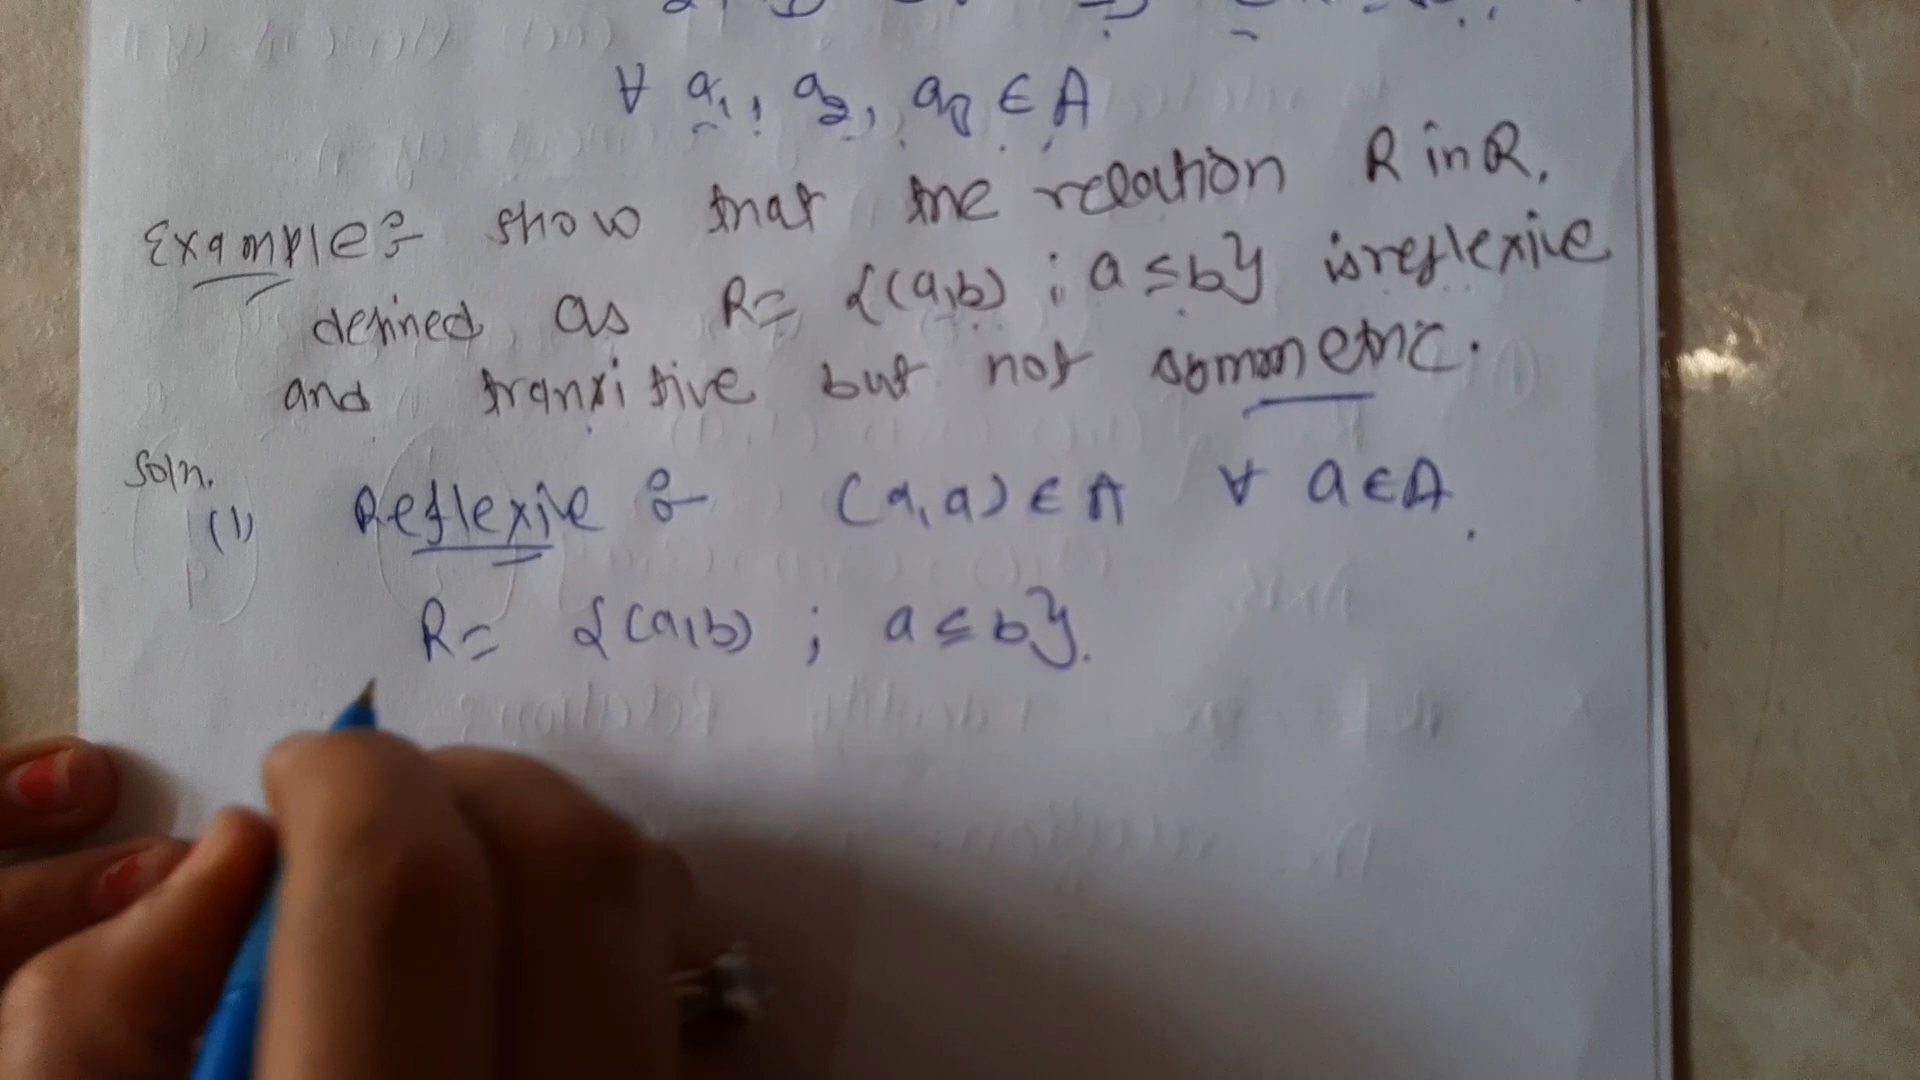 ∀ a₁, a₂, a₃ ∈ A
Example:- show that the relation R in R,
defined as R= {(a,b) ; a ≤ b} is reflexive
and tranxitive but not symmetric.
Soln.
(1) Reflexive :- (a,a) ∈ A ∀ a ∈ A.
R= {(a,b) ; a ≤ b}.